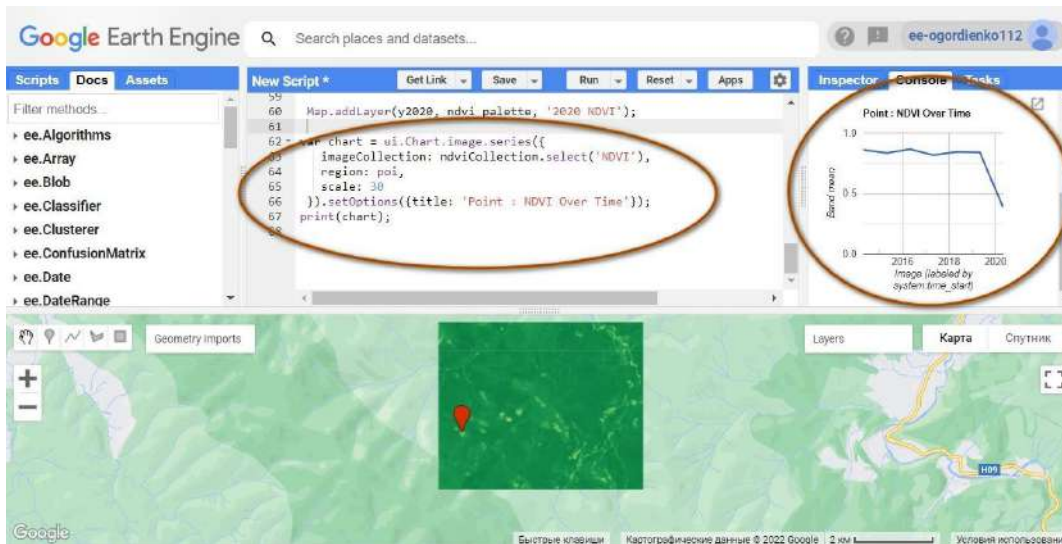 Google Earth Engine
Search places and datasets...
ee-ogordienko112
Scripts Docs Assets
New Script *
Get Link Save Run Reset Apps
Inspector Console Tasks
Filter methods...
ee.Algorithms
ee.Array
ee.Blob
ee.Classifier
ee.Clusterer
ee.ConfusionMatrix
ee.Date
ee.DateRange
59
60 Map.addLayer(y2020, ndvi_palette, '2020 NDVI');
61
62 var chart = ui.Chart.image.series({
63 imageCollection: ndviCollection.select('NDVI'),
64 region: poi,
65 scale: 30
66 }).setOptions({title: 'Point : NDVI Over Time'});
67 print(chart);
68
Point : NDVI Over Time
1.0
0.5
0.0
Band mean
2016 2018 2020
Image (labeled by
system:time_start)
Geometry Imports
Layers
Карта Спутник
H09
Google
Быстрые клавиши Картографические данные © 2022 Google 2 км Условия использован